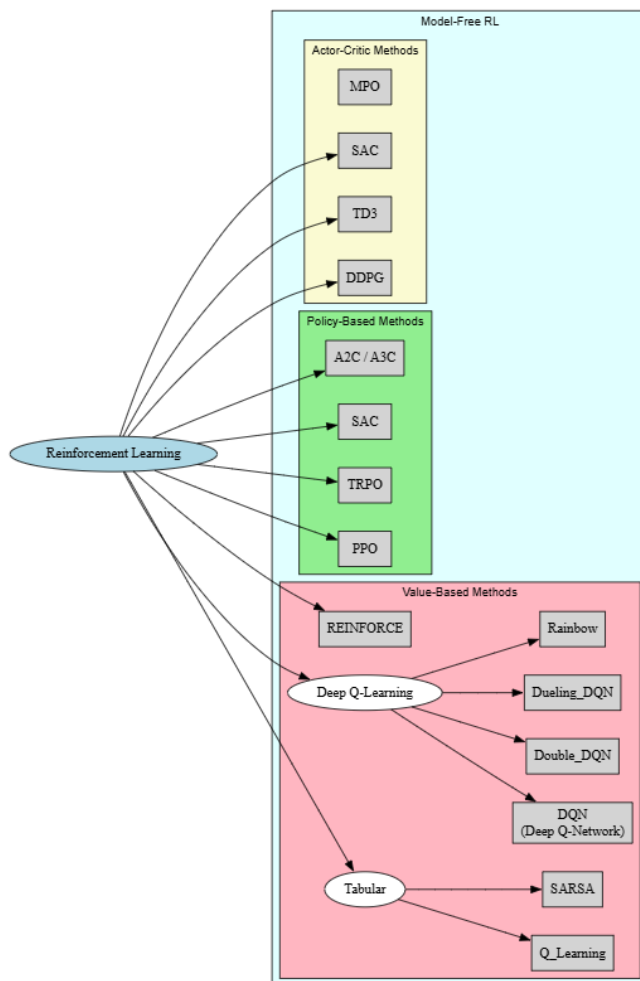 Model-Free RL
Actor-Critic Methods
MPO
SAC
TD3
DDPG
Policy-Based Methods
A2C / A3C
SAC
TRPO
PPO
Reinforcement Learning
Value-Based Methods
REINFORCE
Rainbow
Deep Q-Learning
Dueling_DQN
Double_DQN
DQN
(Deep Q-Network)
Tabular
SARSA
Q_Learning